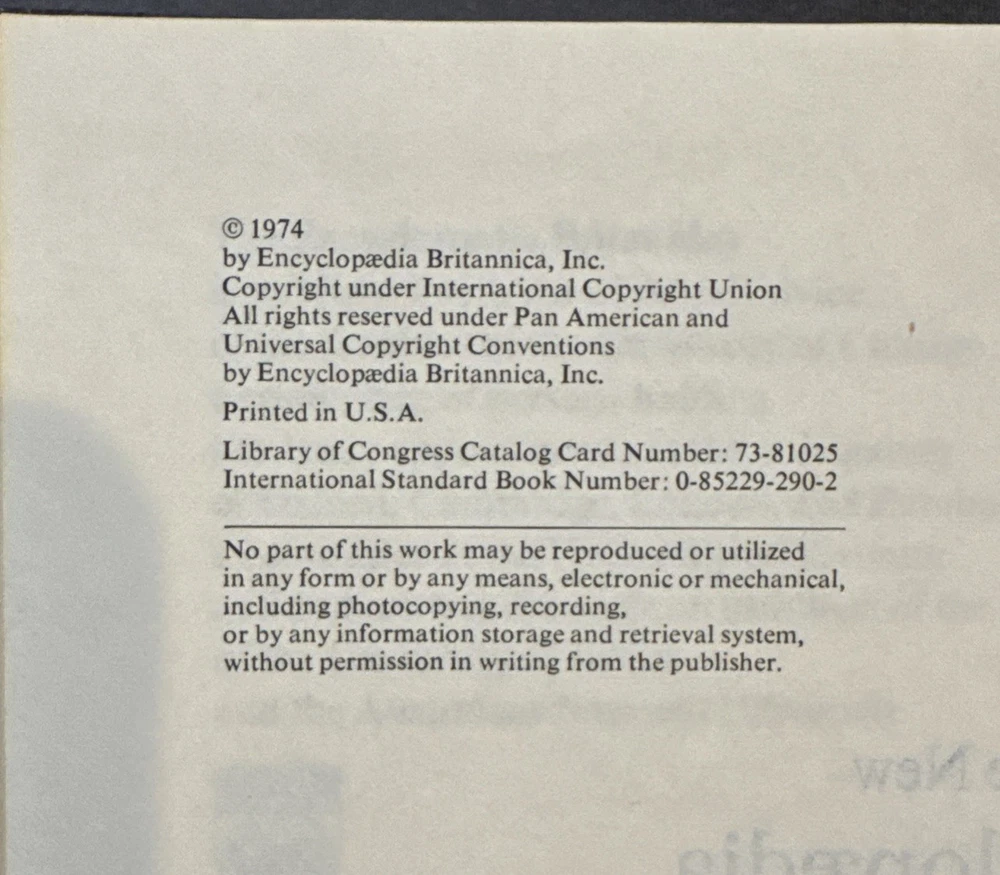 © 1974
by Encyclopædia Britannica, Inc.
Copyright under International Copyright Union
All rights reserved under Pan American and
Universal Copyright Conventions
by Encyclopædia Britannica, Inc.
Printed in U.S.A.
Library of Congress Catalog Card Number: 73-81025
International Standard Book Number: 0-85229-290-2
No part of this work may be reproduced or utilized
in any form or by any means, electronic or mechanical,
including photocopying, recording,
or by any information storage and retrieval system,
without permission in writing from the publisher.